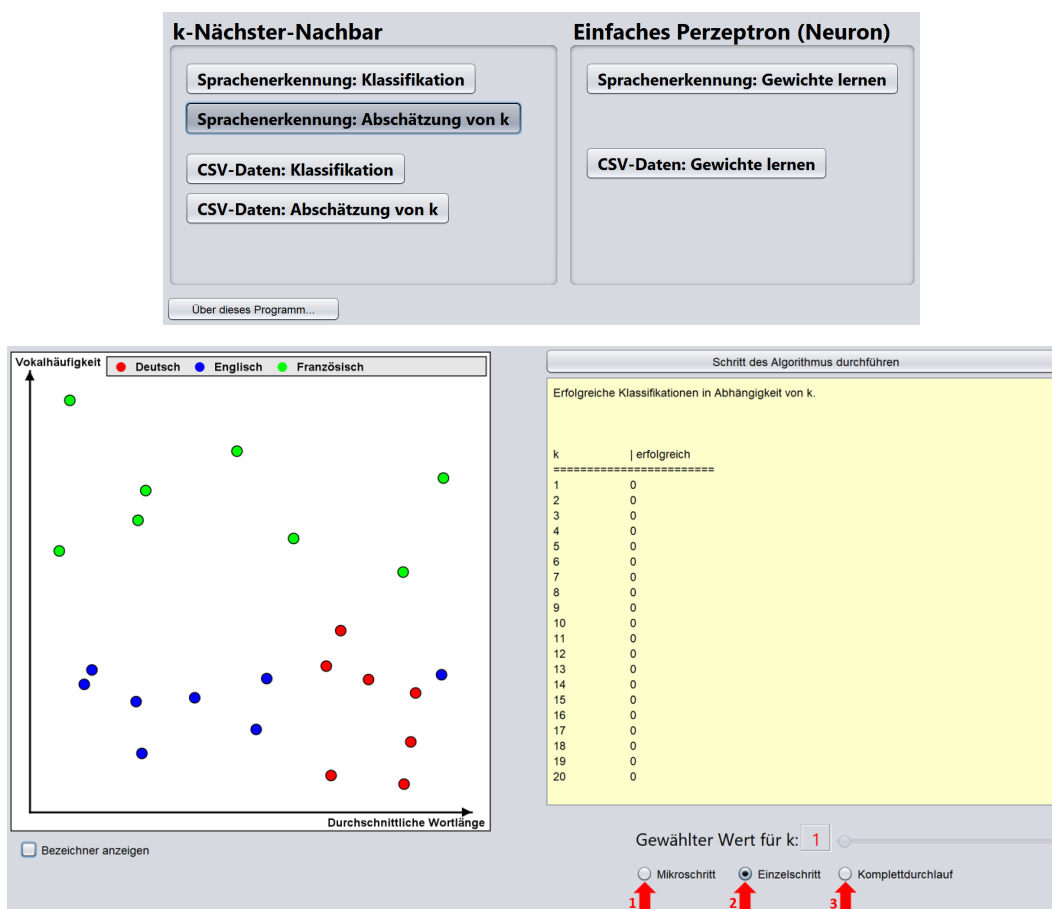 k-Nächster-Nachbar
Sprachenerkennung: Klassifikation
Sprachenerkennung: Abschätzung von k
CSV-Daten: Klassifikation
CSV-Daten: Abschätzung von k
Einfaches Perzeptron (Neuron)
Sprachenerkennung: Gewichte lernen
CSV-Daten: Gewichte lernen
Über dieses Programm...
Vokalhäufigkeit
Deutsch Englisch Französisch
Durchschnittliche Wortlänge
Bezeichner anzeigen
Schritt des Algorithmus durchführen
Erfolgreiche Klassifikationen in Abhängigkeit von k.
k | erfolgreich
========================
1 0
2 0
3 0
4 0
5 0
6 0
7 0
8 0
9 0
10 0
11 0
12 0
13 0
14 0
15 0
16 0
17 0
18 0
19 0
20 0
Gewählter Wert für k: 1
Mikroschritt Einzelschritt Komplettdurchlauf
1 2 3